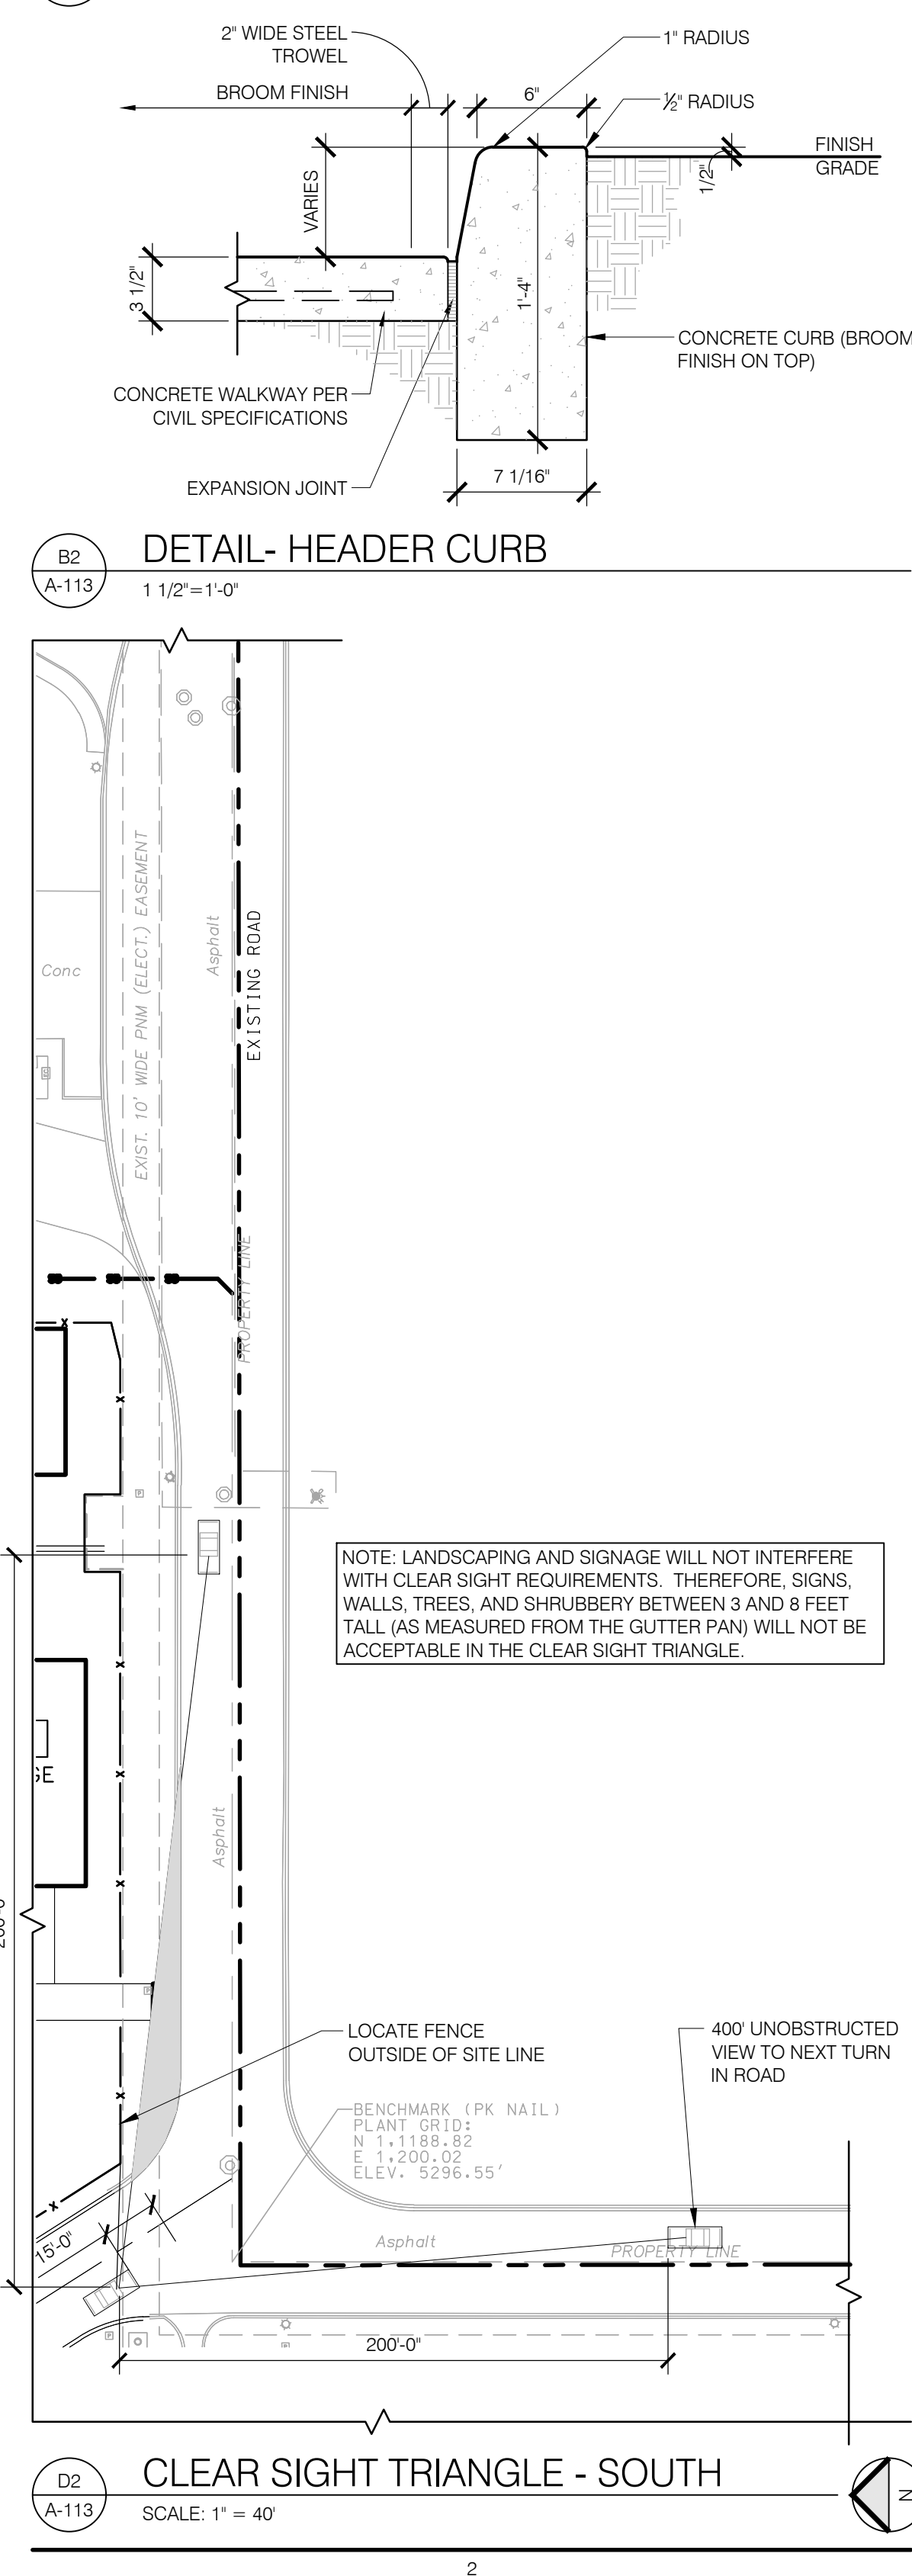 2" WIDE STEEL
TROWEL
1" RADIUS
BROOM FINISH
6"
½" RADIUS
FINISH
GRADE
1/2"
VARIES
3 1/2"
1'-4"
CONCRETE CURB (BROOM
FINISH ON TOP)
CONCRETE WALKWAY PER
CIVIL SPECIFICATIONS
7 1/16"
EXPANSION JOINT
B2
A-113
DETAIL- HEADER CURB
1 1/2"=1'-0"
EXIST. 10' WIDE PNM (ELECT.) EASEMENT
Asphalt
EXISTING ROAD
Conc
PROPERTY LINE
NOTE: LANDSCAPING AND SIGNAGE WILL NOT INTERFERE
WITH CLEAR SIGHT REQUIREMENTS. THEREFORE, SIGNS,
WALLS, TREES, AND SHRUBBERY BETWEEN 3 AND 8 FEET
TALL (AS MEASURED FROM THE GUTTER PAN) WILL NOT BE
ACCEPTABLE IN THE CLEAR SIGHT TRIANGLE.
GE
Asphalt
LOCATE FENCE
OUTSIDE OF SITE LINE
400' UNOBSTRUCTED
VIEW TO NEXT TURN
IN ROAD
BENCHMARK (PK NAIL)
PLANT GRID:
N 1,1188.82
E 1,200.02
ELEV. 5296.55'
15'-0"
Asphalt
PROPERTY LINE
200'-0"
D2
A-113
CLEAR SIGHT TRIANGLE - SOUTH
SCALE: 1" = 40'
N
2